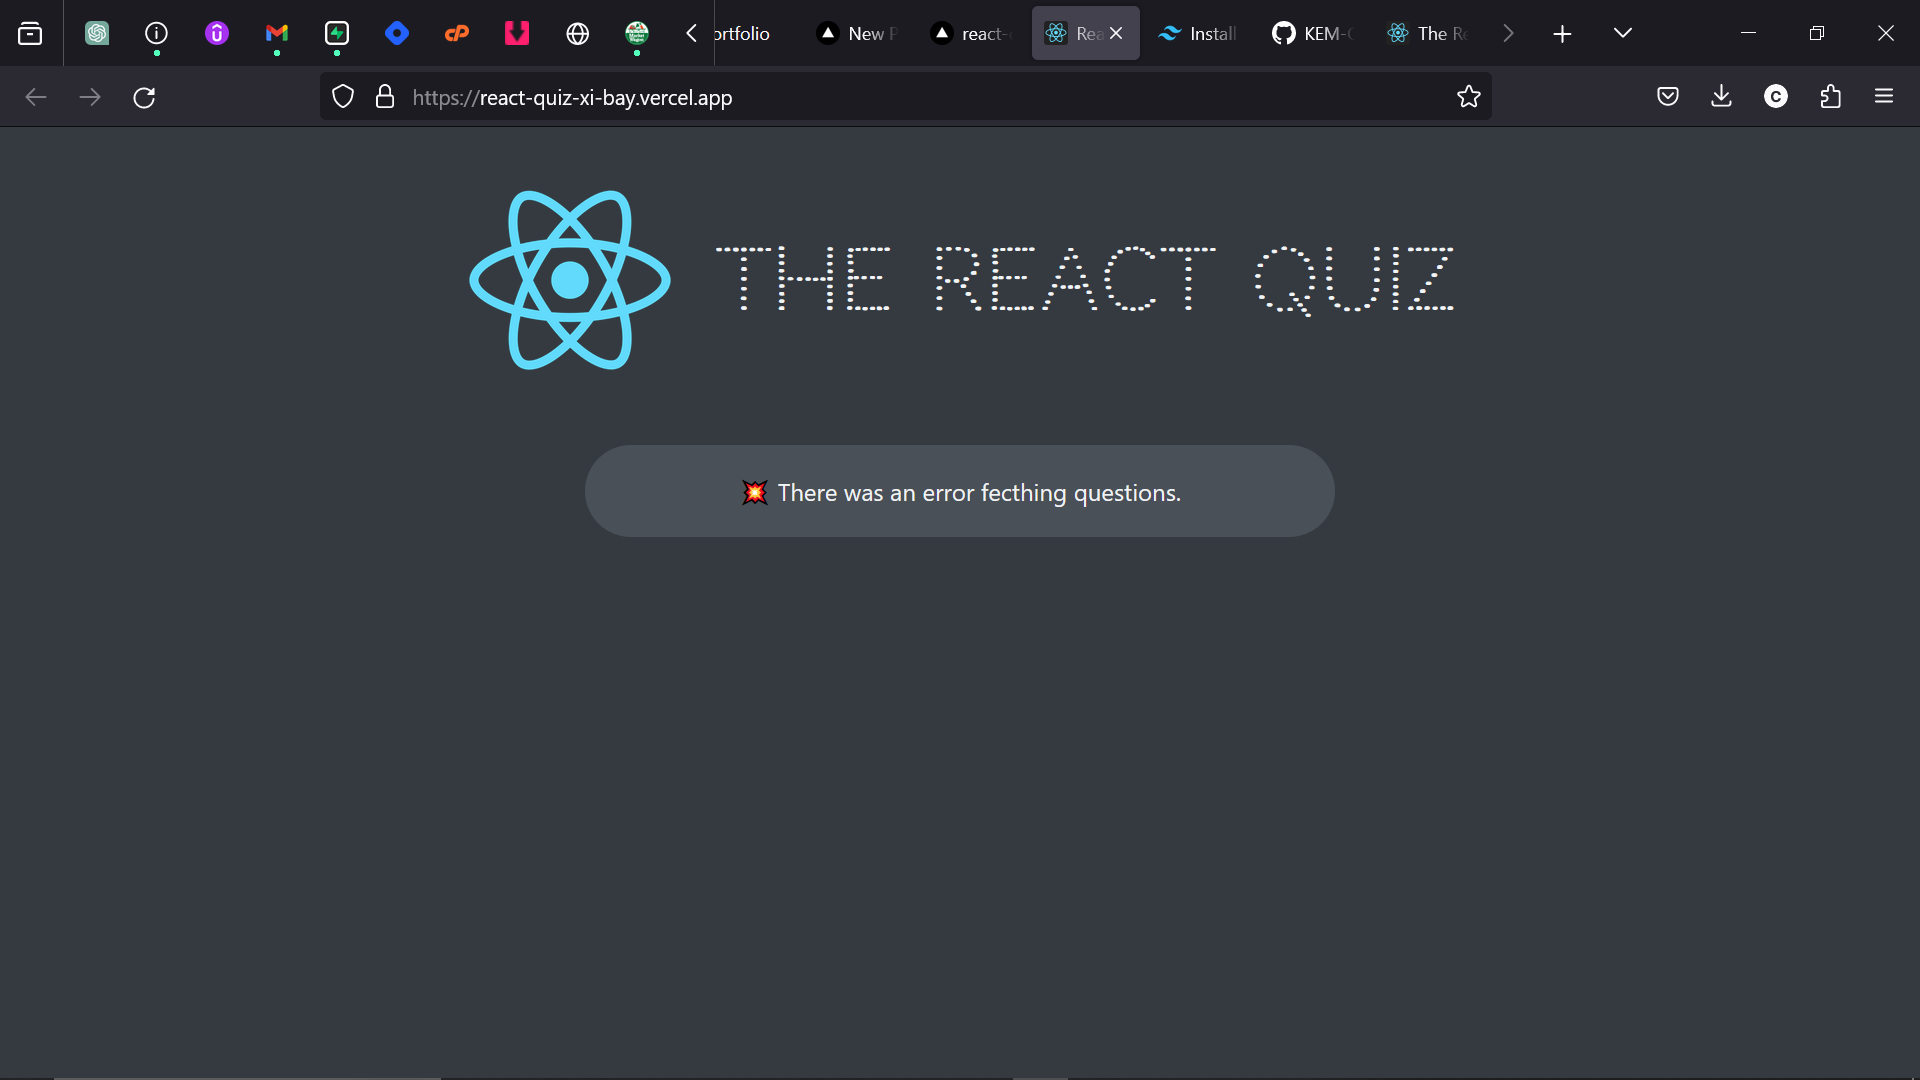 ortfolio New P react- Rea Install KEM- The Re
https://react-quiz-xi-bay.vercel.app
THE REACT QUIZ
💥 There was an error fecthing questions.